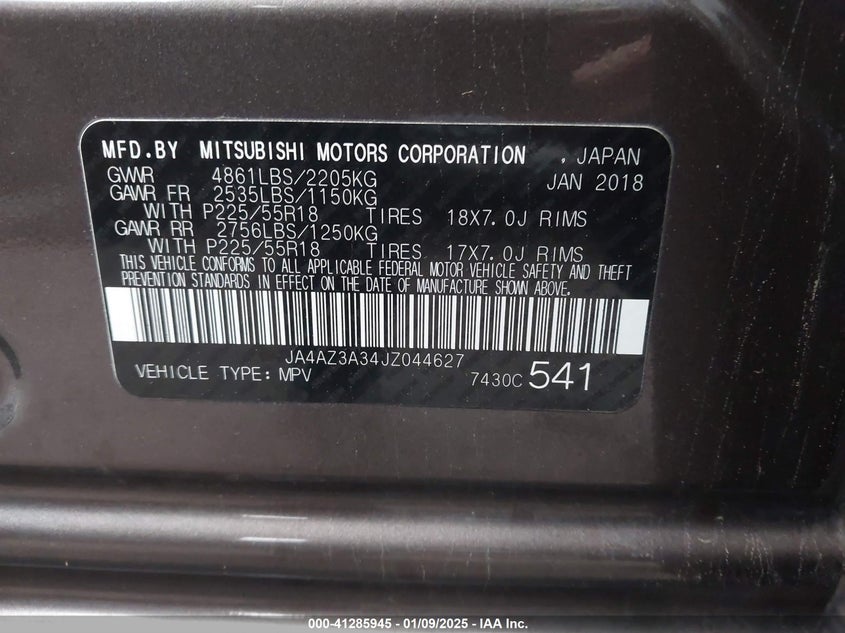 MFD.BY MITSUBISHI MOTORS CORPORATION , JAPAN
GVWR 4861LBS/2205KG JAN 2018
GAWR FR 2535LBS/1150KG
WITH P225/55R18 TIRES 18X7.0J RIMS
GAWR RR 2756LBS/1250KG
WITH P225/55R18 TIRES 17X7.0J RIMS
THIS VEHICLE CONFORMS TO ALL APPLICABLE FEDERAL MOTOR VEHICLE SAFETY AND THEFT
PREVENTION STANDARDS IN EFFECT ON THE DATE OF MANUFACTURE SHOWN ABOVE.
JA4AZ3A34JZ044627
VEHICLE TYPE: MPV 7430C 541
000-41285945 - 01/09/2025 - IAA Inc.